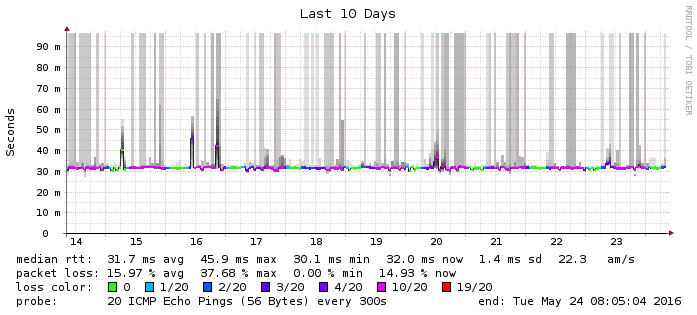 Last 10 Days
RRDTOOL / TOBI OETIKER
Seconds
90 m
80 m
70 m
60 m
50 m
40 m
30 m
20 m
10 m
0
14 15 16 17 18 19 20 21 22 23
median rtt: 31.7 ms avg 45.9 ms max 30.1 ms min 32.0 ms now 1.4 ms sd 22.3 am/s
packet loss: 15.97 % avg 37.68 % max 0.00 % min 14.93 % now
loss color: 0 1/20 2/20 3/20 4/20 10/20 19/20
probe: 20 ICMP Echo Pings (56 Bytes) every 300s end: Tue May 24 08:05:04 2016